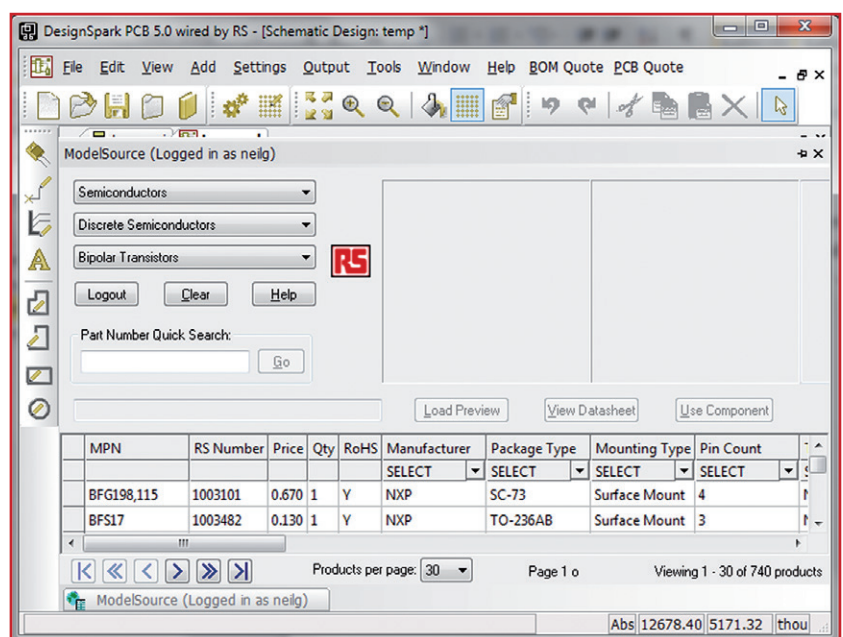 DesignSpark PCB 5.0 wired by RS - [Schematic Design: temp *]
File Edit View Add Settings Output Tools Window Help BOM Quote PCB Quote
ModelSource (Logged in as neilg)
Semiconductors
Discrete Semiconductors
Bipolar Transistors
RS
Logout Clear Help
Part Number Quick Search:
Go
Load Preview View Datasheet Use Component
MPN RS Number Price Qty RoHS Manufacturer Package Type Mounting Type Pin Count
SELECT SELECT SELECT SELECT
BFG198,115 1003101 0.670 1 Y NXP SC-73 Surface Mount 4
BFS17 1003482 0.130 1 Y NXP TO-236AB Surface Mount 3
Products per page: 30 Page 1 o Viewing 1 - 30 of 740 products
ModelSource (Logged in as neilg)
Abs 12678.40 5171.32 thou